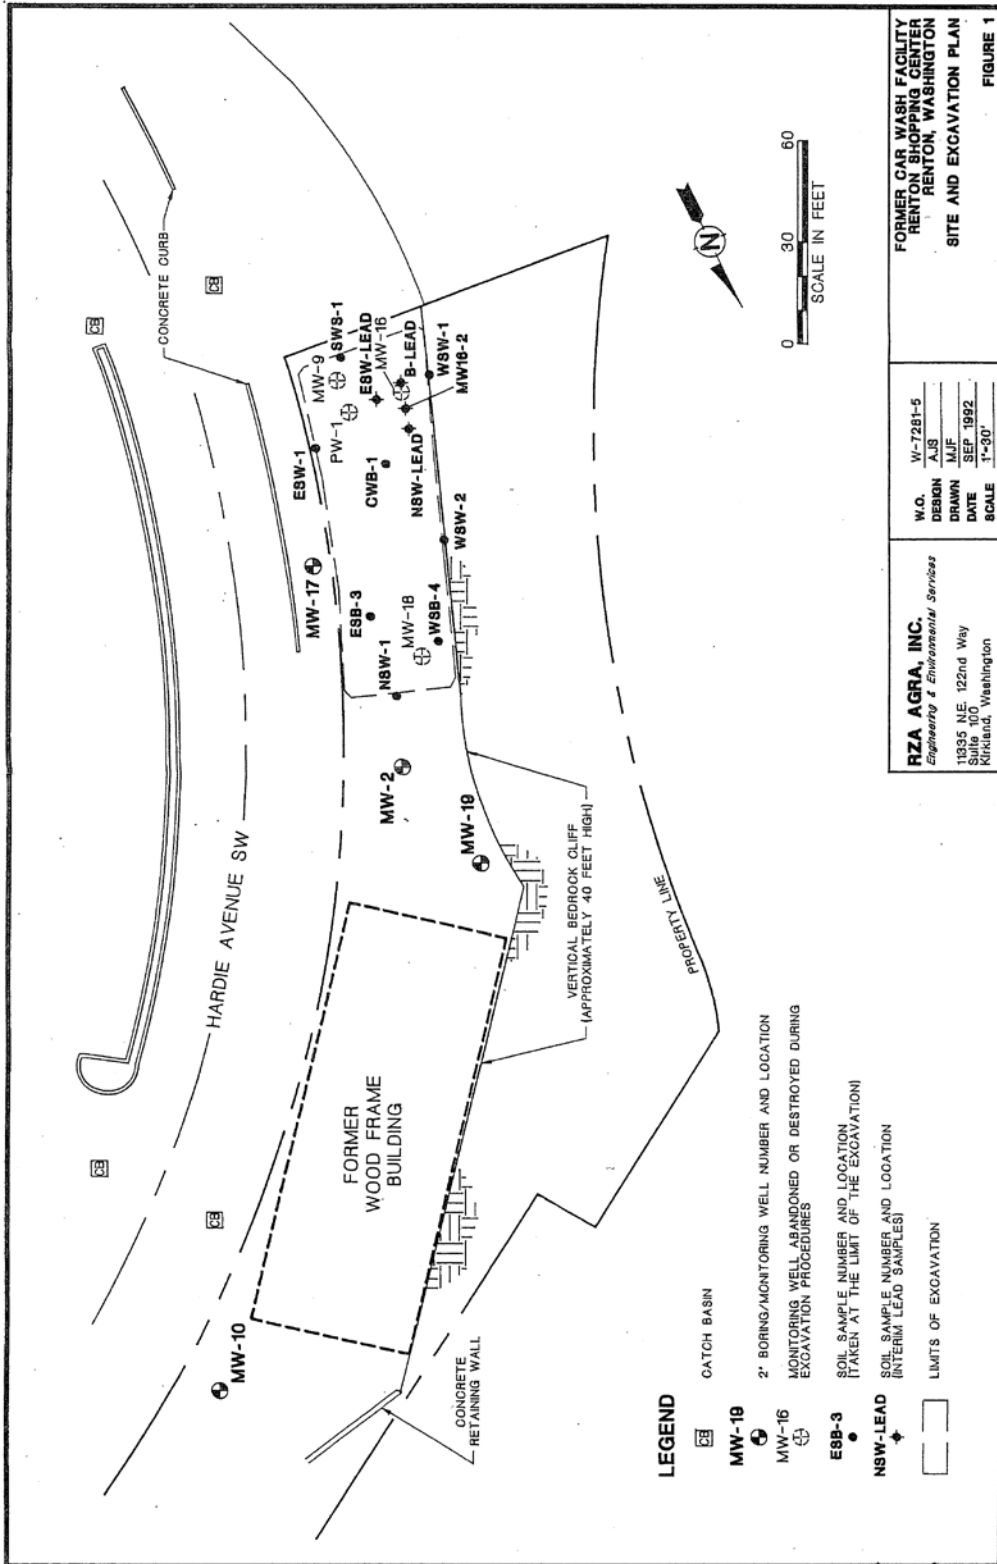 CB
CB
CB
CB
CONCRETE CURB
HARDIE AVENUE SW
MW-10
FORMER
WOOD FRAME
BUILDING
CONCRETE
RETAINING WALL
VERTICAL BEDROCK CLIFF
(APPROXIMATELY 40 FEET HIGH)
PROPERTY LINE
MW-19
MW-2
MW-17
NSW-1
ESB-3
MW-18
WSB-4
WSW-2
ESW-1
CWB-1
NSW-LEAD
PW-1
MW-9
SWS-1
ESW-LEAD
MW-16
B-LEAD
WSW-1
MW16-2
N
0 30 60
SCALE IN FEET
LEGEND
CB
CATCH BASIN
MW-19
2" BORING/MONITORING WELL NUMBER AND LOCATION
MW-16
MONITORING WELL ABANDONED OR DESTROYED DURING
EXCAVATION PROCEDURES
ESB-3
SOIL SAMPLE NUMBER AND LOCATION
(TAKEN AT THE LIMIT OF THE EXCAVATION)
NSW-LEAD
SOIL SAMPLE NUMBER AND LOCATION
(INTERIM LEAD SAMPLES)
LIMITS OF EXCAVATION
RZA AGRA, INC.
Engineering & Environmental Services
11335 N.E. 122nd Way
Suite 100
Kirkland, Washington
W.O. W-7281-5
DESIGN AJS
DRAWN MJF
DATE SEP 1992
SCALE 1"=30'
FORMER CAR WASH FACILITY
RENTON SHOPPING CENTER
RENTON, WASHINGTON
SITE AND EXCAVATION PLAN
FIGURE 1